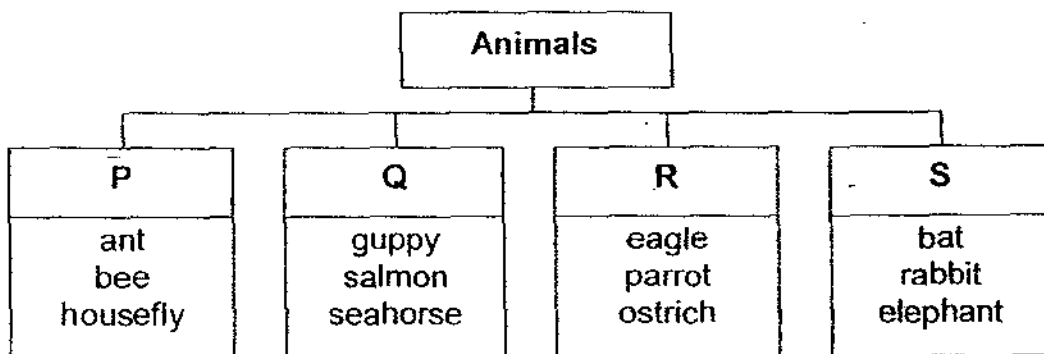 Animals
P
ant
bee
housefly
Q
guppy
salmon
seahorse
R
eagle
parrot
ostrich
S
bat
rabbit
elephant